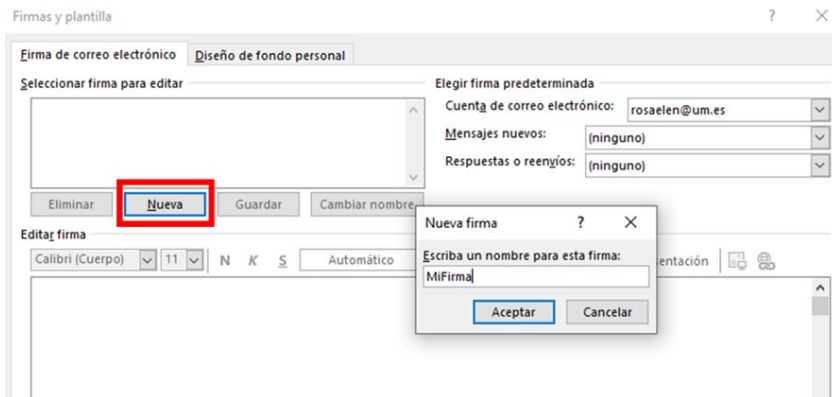 Firmas y plantilla ? ×
Firma de correo electrónico Diseño de fondo personal
Seleccionar firma para editar
Elegir firma predeterminada
Cuenta de correo electrónico: rosaelen@um.es
Mensajes nuevos: (ninguno)
Respuestas o reenvíos: (ninguno)
Eliminar Nueva Guardar Cambiar nombre
Editar firma
Calibri (Cuerpo) 11 N K S Automático
entación
Nueva firma ? ×
Escriba un nombre para esta firma:
MiFirma
Aceptar Cancelar